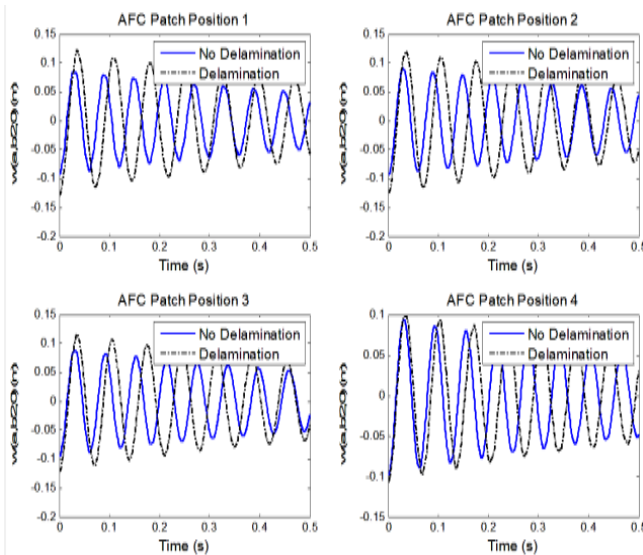 AFC Patch Position 1
0.15
0.1
0.05
0
-0.05
-0.1
-0.15
-0.2
0 0.1 0.2 0.3 0.4 0.5
Time (s)
No Delamination
Delamination
AFC Patch Position 2
0.15
0.1
0.05
0
-0.05
-0.1
-0.15
-0.2
0 0.1 0.2 0.3 0.4 0.5
Time (s)
No Delamination
Delamination
AFC Patch Position 3
0.15
0.1
0.05
0
-0.05
-0.1
-0.15
-0.2
0 0.1 0.2 0.3 0.4 0.5
Time (s)
No Delamination
Delamination
AFC Patch Position 4
0.1
0.05
0
-0.05
-0.1
-0.15
0 0.1 0.2 0.3 0.4 0.5
Time (s)
No Delamination
Delamination